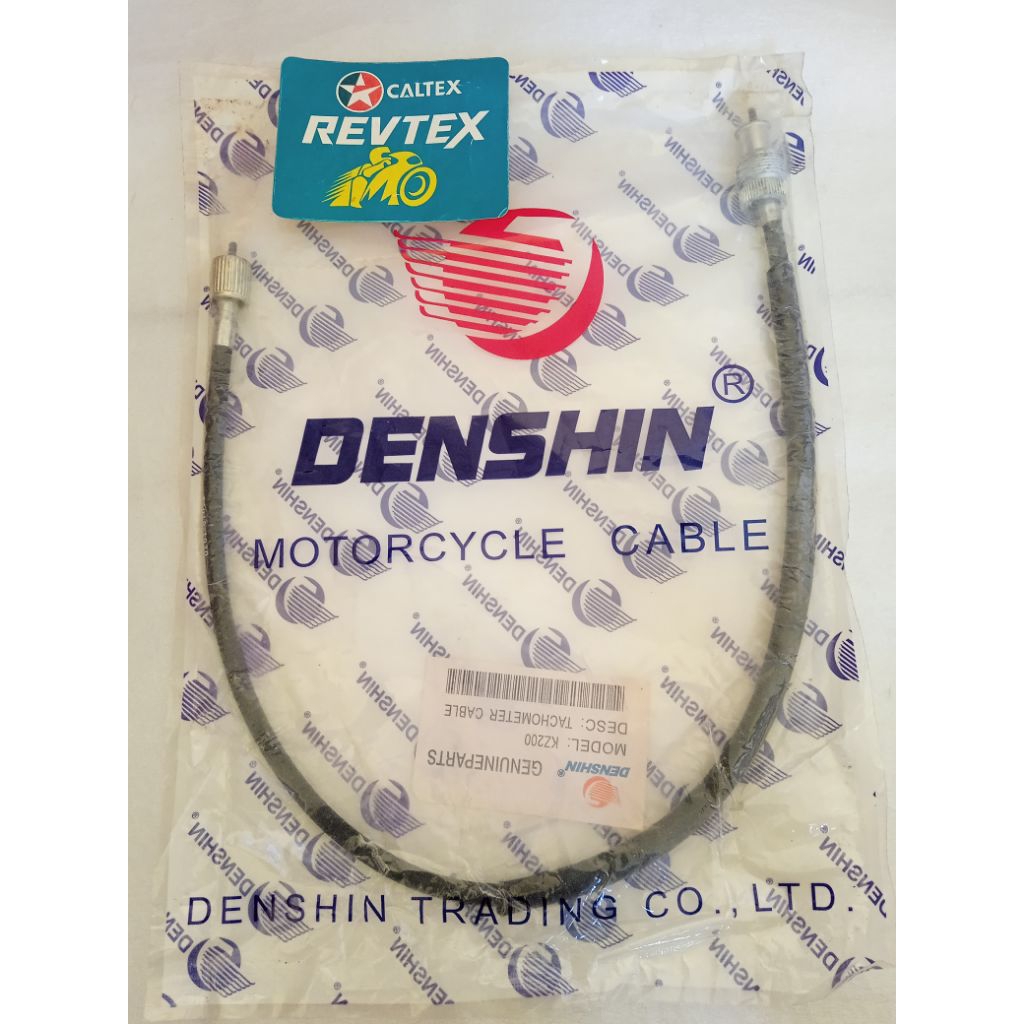 CALTEX
REVTEX
DENSHIN®
MOTORCYCLE CABLE
DENSHIN® GENUINEPARTS
MODEL: KZ200
DESC: TACHOMETER CABLE
DENSHIN TRADING CO., LTD.